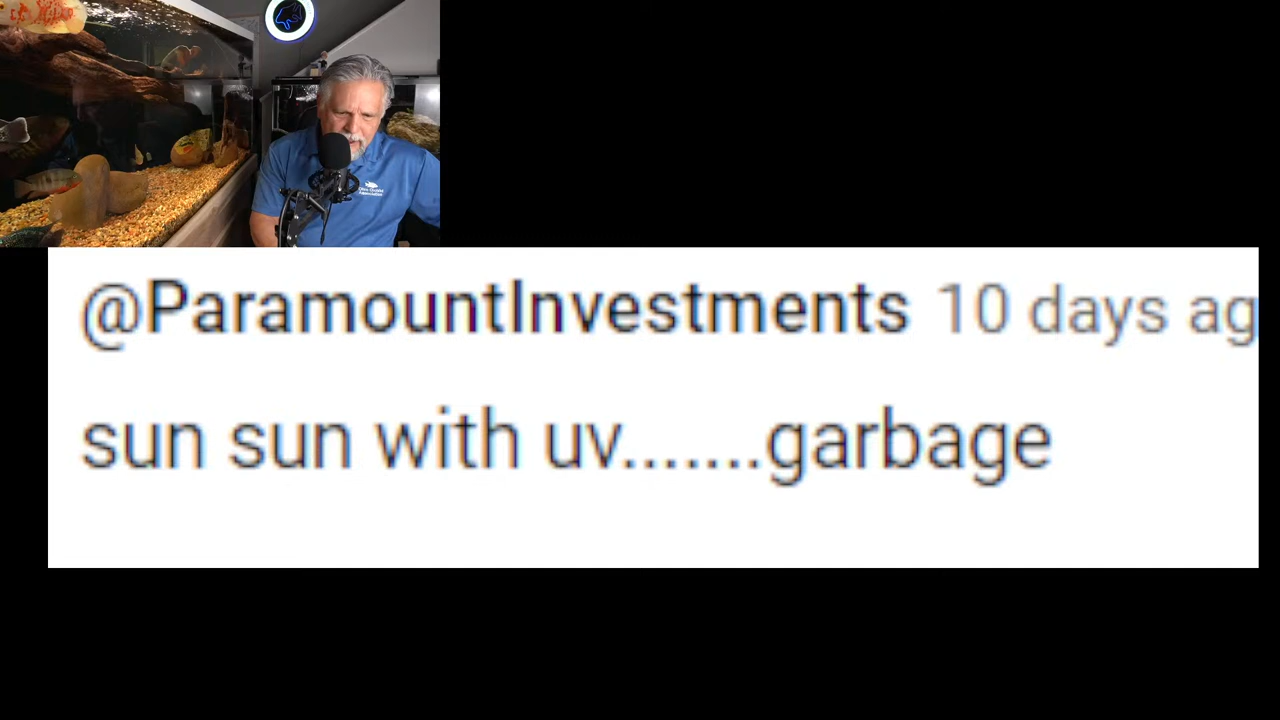 @ParamountInvestments 10 days ag
sun sun with uv.......garbage